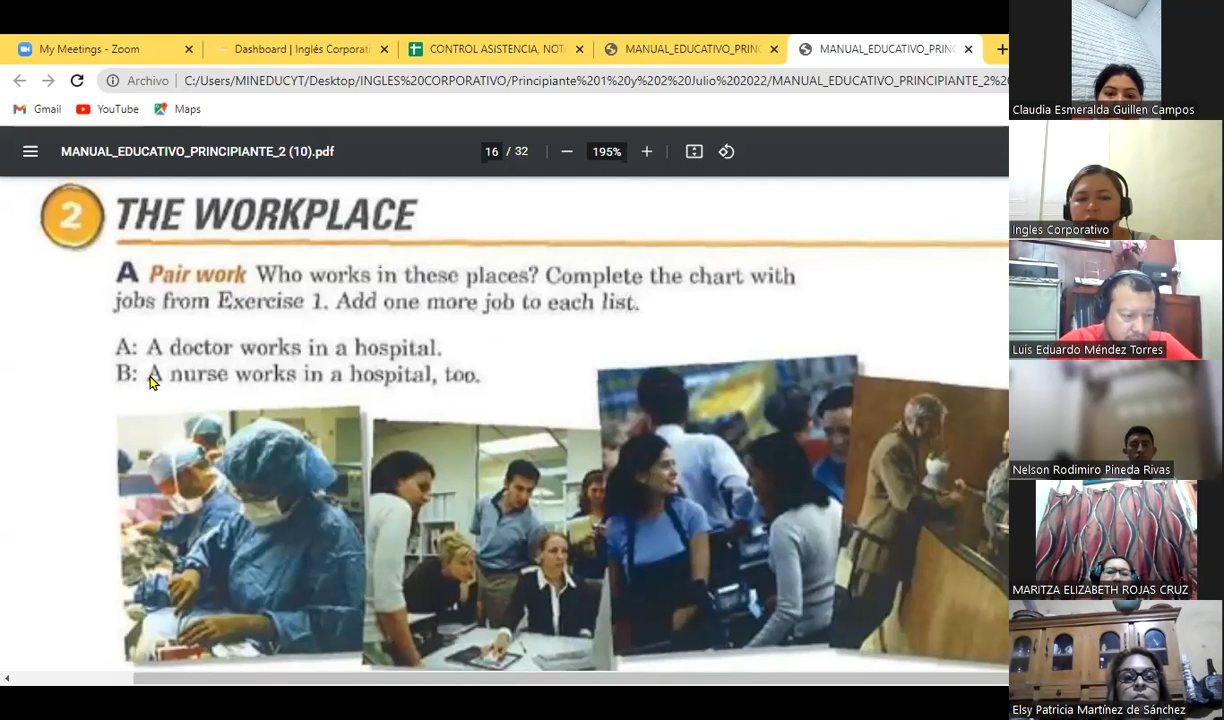 My Meetings - Zoom
Dashboard | Inglés Corporati
CONTROL ASISTENCIA, NOT
MANUAL_EDUCATIVO_PRIN
MANUAL_EDUCATIVO_PRINC
Archivo
C:/Users/MINEDUCYT/Desktop/INGLES%20CORPORATIVO/Principiante%201%20y%202%20Julio%202022/MANUAL_EDUCATIVO_PRINCIPIANTE_2%20
Gmail
YouTube
Maps
MANUAL_EDUCATIVO_PRINCIPIANTE_2 (10).pdf
16 / 32
195%
2 THE WORKPLACE
A Pair work Who works in these places? Complete the chart with
jobs from Exercise 1. Add one more job to each list.
A: A doctor works in a hospital.
B: A nurse works in a hospital, too.
Claudia Esmeralda Guillen Campos
Ingles Corporativo
Luis Eduardo Méndez Torres
Nelson Rodimiro Pineda Rivas
MARITZA ELIZABETH ROJAS CRUZ
Elsy Patricia Martínez de Sánchez